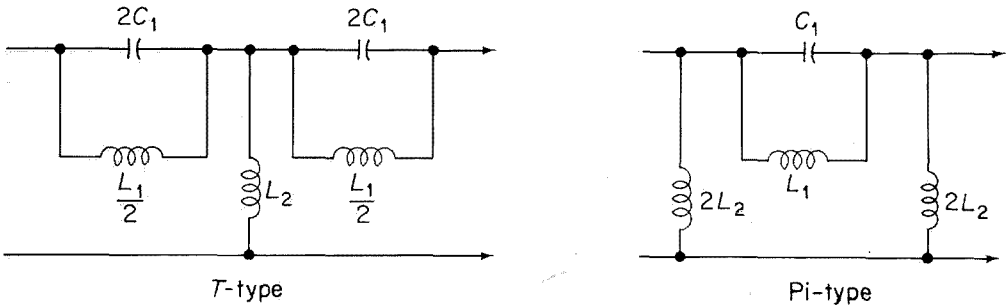 2C₁
2C₁
L₁/2
L₂
L₁/2
T-type
C₁
L₁
2L₂
2L₂
Pi-type